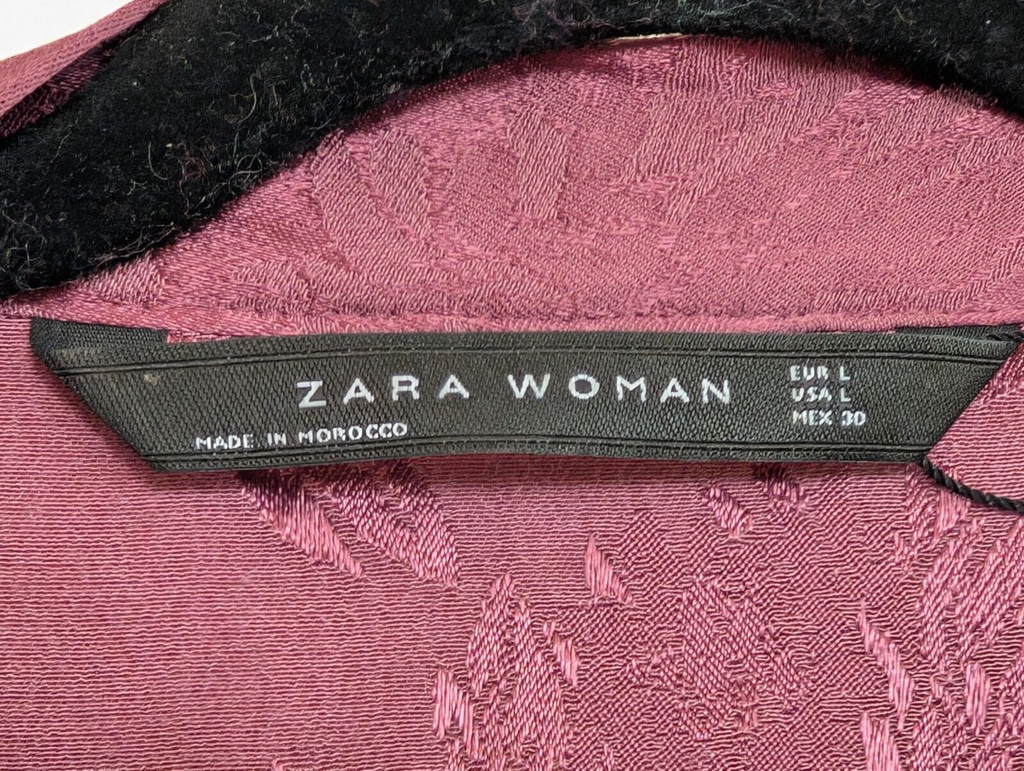 ZARA WOMAN
EUR L
USA L
MEX 30
MADE IN MOROCCO